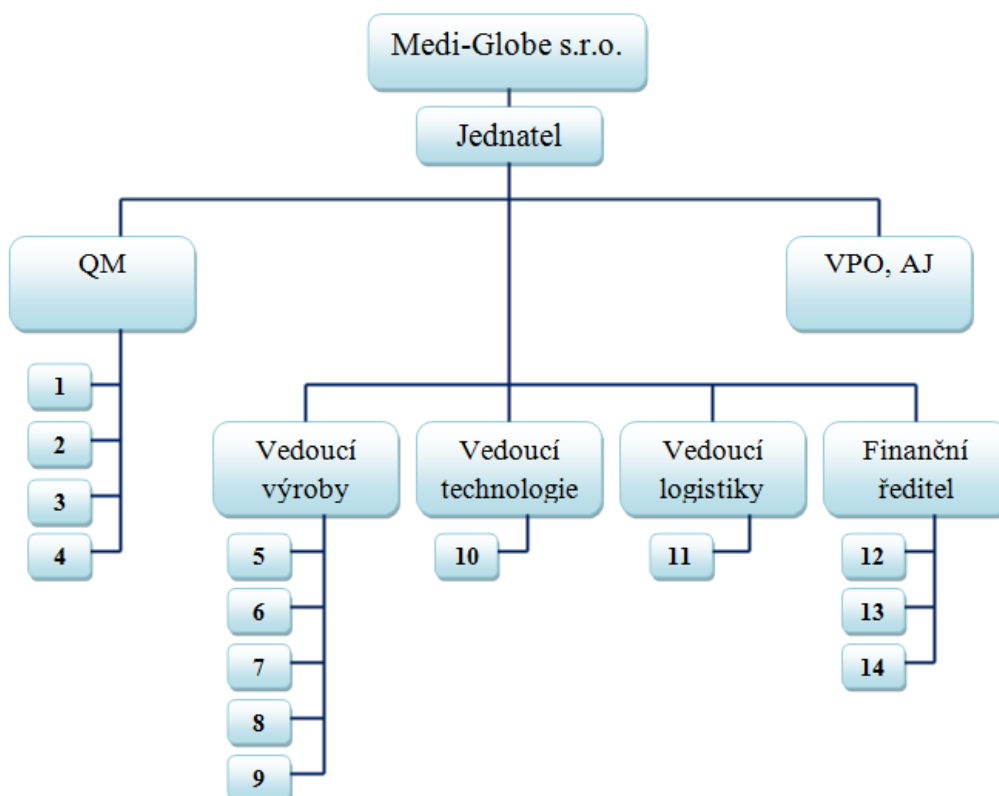 Medi-Globe s.r.o.
Jednatel
QM
VPO, AJ
1
2
3
4
Vedoucí
výroby
Vedoucí
technologie
Vedoucí
logistiky
Finanční
ředitel
5
6
7
8
9
10
11
12
13
14